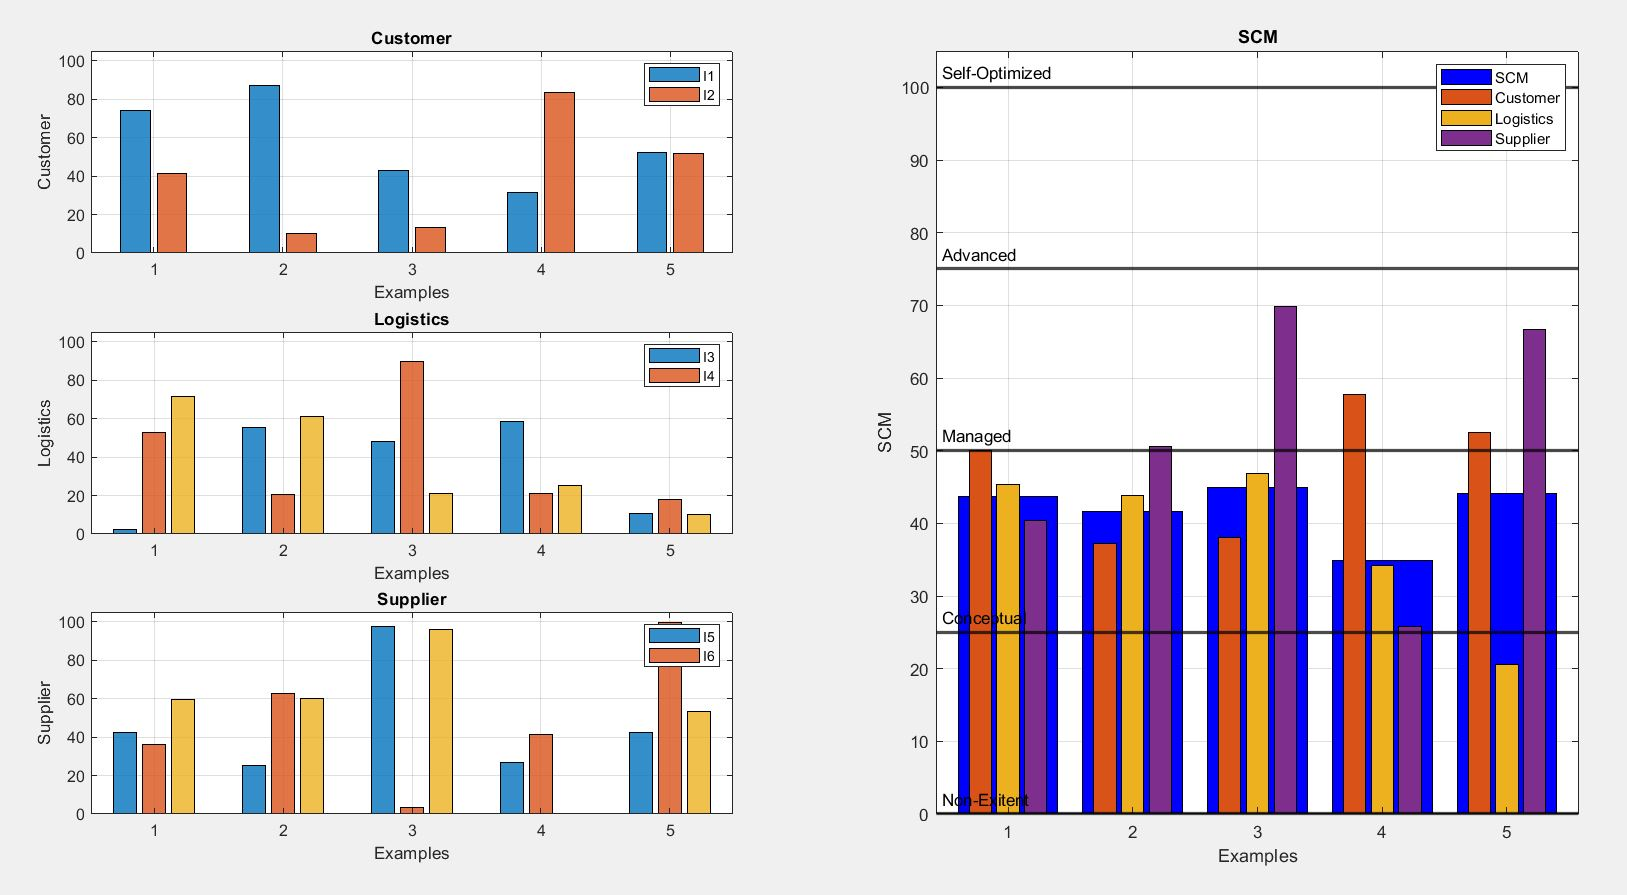 Customer
100
80
60
40
20
0
Customer
I1
I2
1 2 3 4 5
Examples
Logistics
100
80
60
40
20
0
Logistics
I3
I4
1 2 3 4 5
Examples
Supplier
100
80
60
40
20
0
Supplier
I5
I6
1 2 3 4 5
Examples
SCM
Self-Optimized
SCM
Customer
Logistics
Supplier
100
90
80
Advanced
70
60
Managed
SCM
50
40
30
Conceptual
20
10
Non-Exitent
0
1 2 3 4 5
Examples